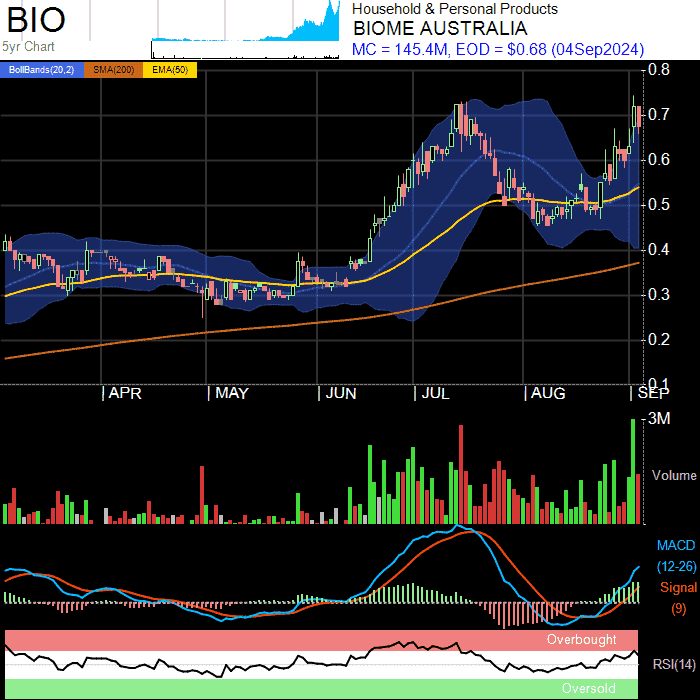 BIO
5yr Chart
Household & Personal Products
BIOME AUSTRALIA
MC = 145.4M, EOD = $0.68 (04Sep2024)
BollBands(20,2) SMA(200) EMA(50)
0.8
0.7
0.6
0.5
0.4
0.3
0.2
0.1
APR MAY JUN JUL AUG SEP
3M
Volume
MACD
(12-26)
Signal
(9)
Overbought
RSI(14)
Oversold